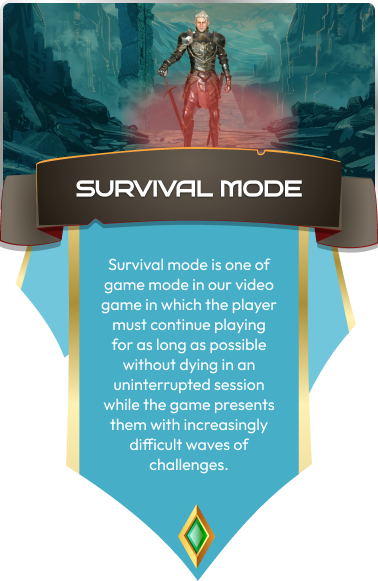 SURVIVAL MODE
Survival mode is one of
game mode in our video
game in which the player
must continue playing
for as long as possible
without dying in an
uninterrupted session
while the game presents
them with increasingly
difficult waves of
challenges.